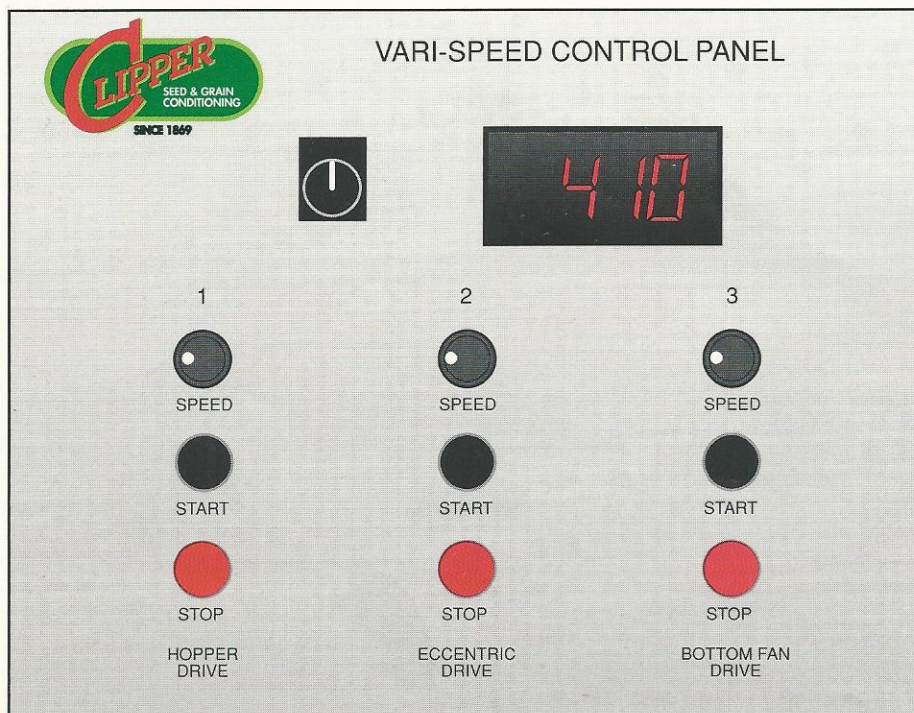 CLIPPER
SEED & GRAIN
CONDITIONING
SINCE 1869
VARI-SPEED CONTROL PANEL
410
1 2 3
SPEED SPEED SPEED
START START START
STOP STOP STOP
HOPPER ECCENTRIC BOTTOM FAN
DRIVE DRIVE DRIVE